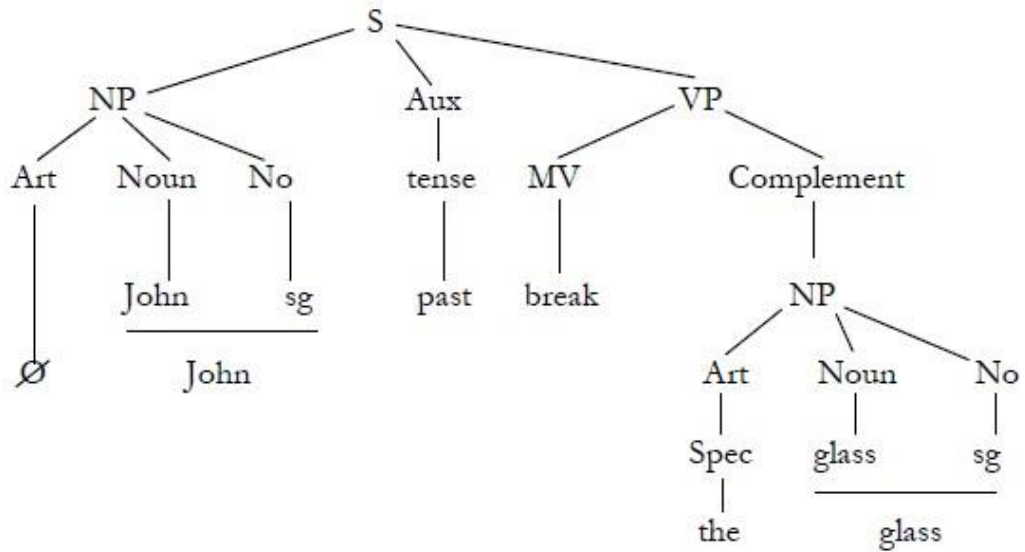 S
NP Aux VP
Art Noun No tense MV Complement
John sg past break NP
Ø John Art Noun No
Spec glass sg
the glass